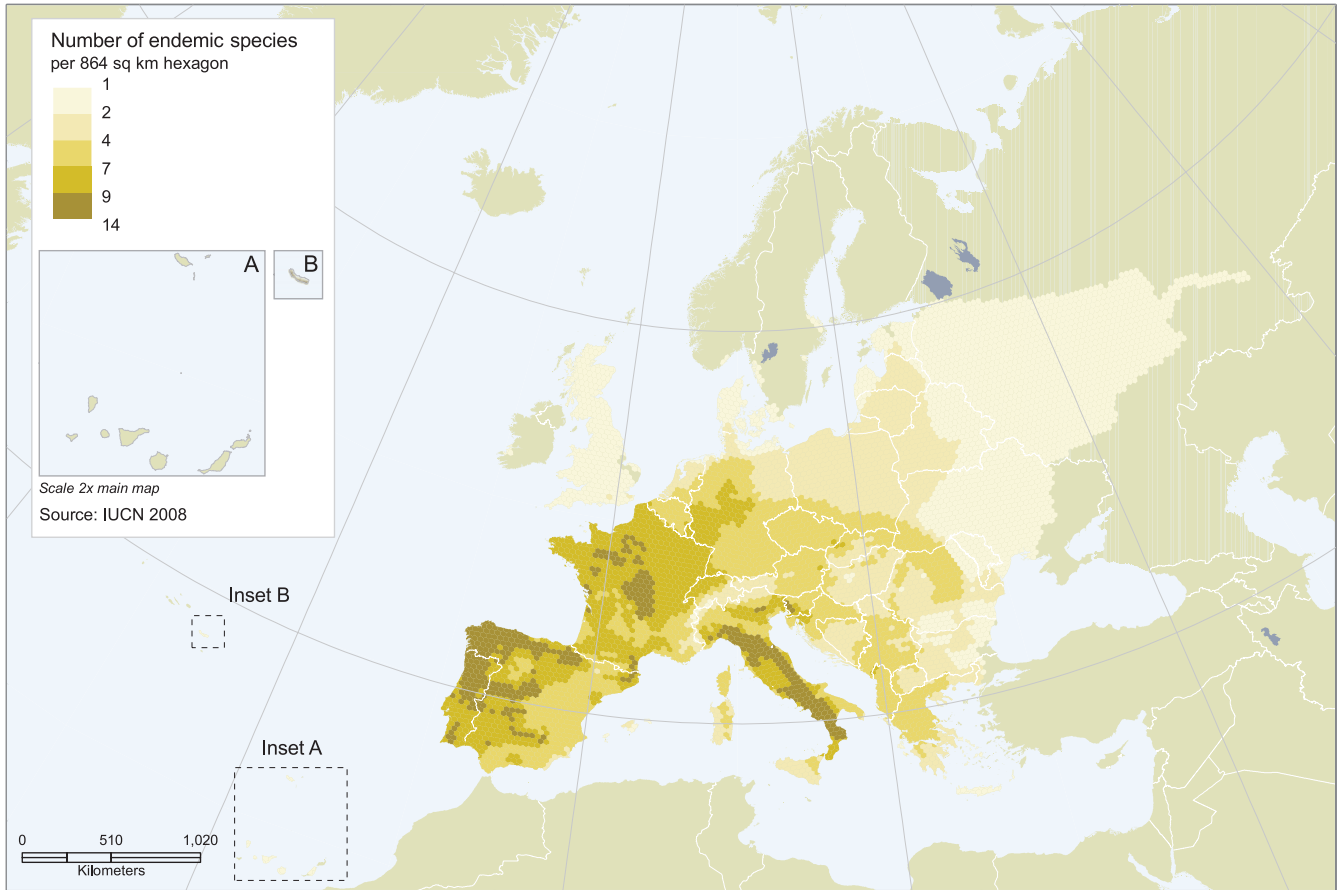 Number of endemic species
per 864 sq km hexagon
1
2
4
7
9
14
A
B
Scale 2x main map
Source: IUCN 2008
Inset B
Inset A
0 510 1,020
Kilometers